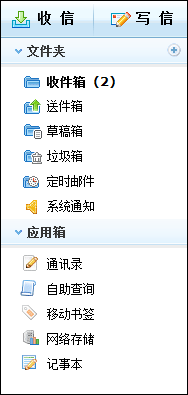 收 信 写 信
文件夹
收件箱 (2)
送件箱
草稿箱
垃圾箱
定时邮件
系统通知
应用箱
通讯录
自助查询
移动书签
网络存储
记事本